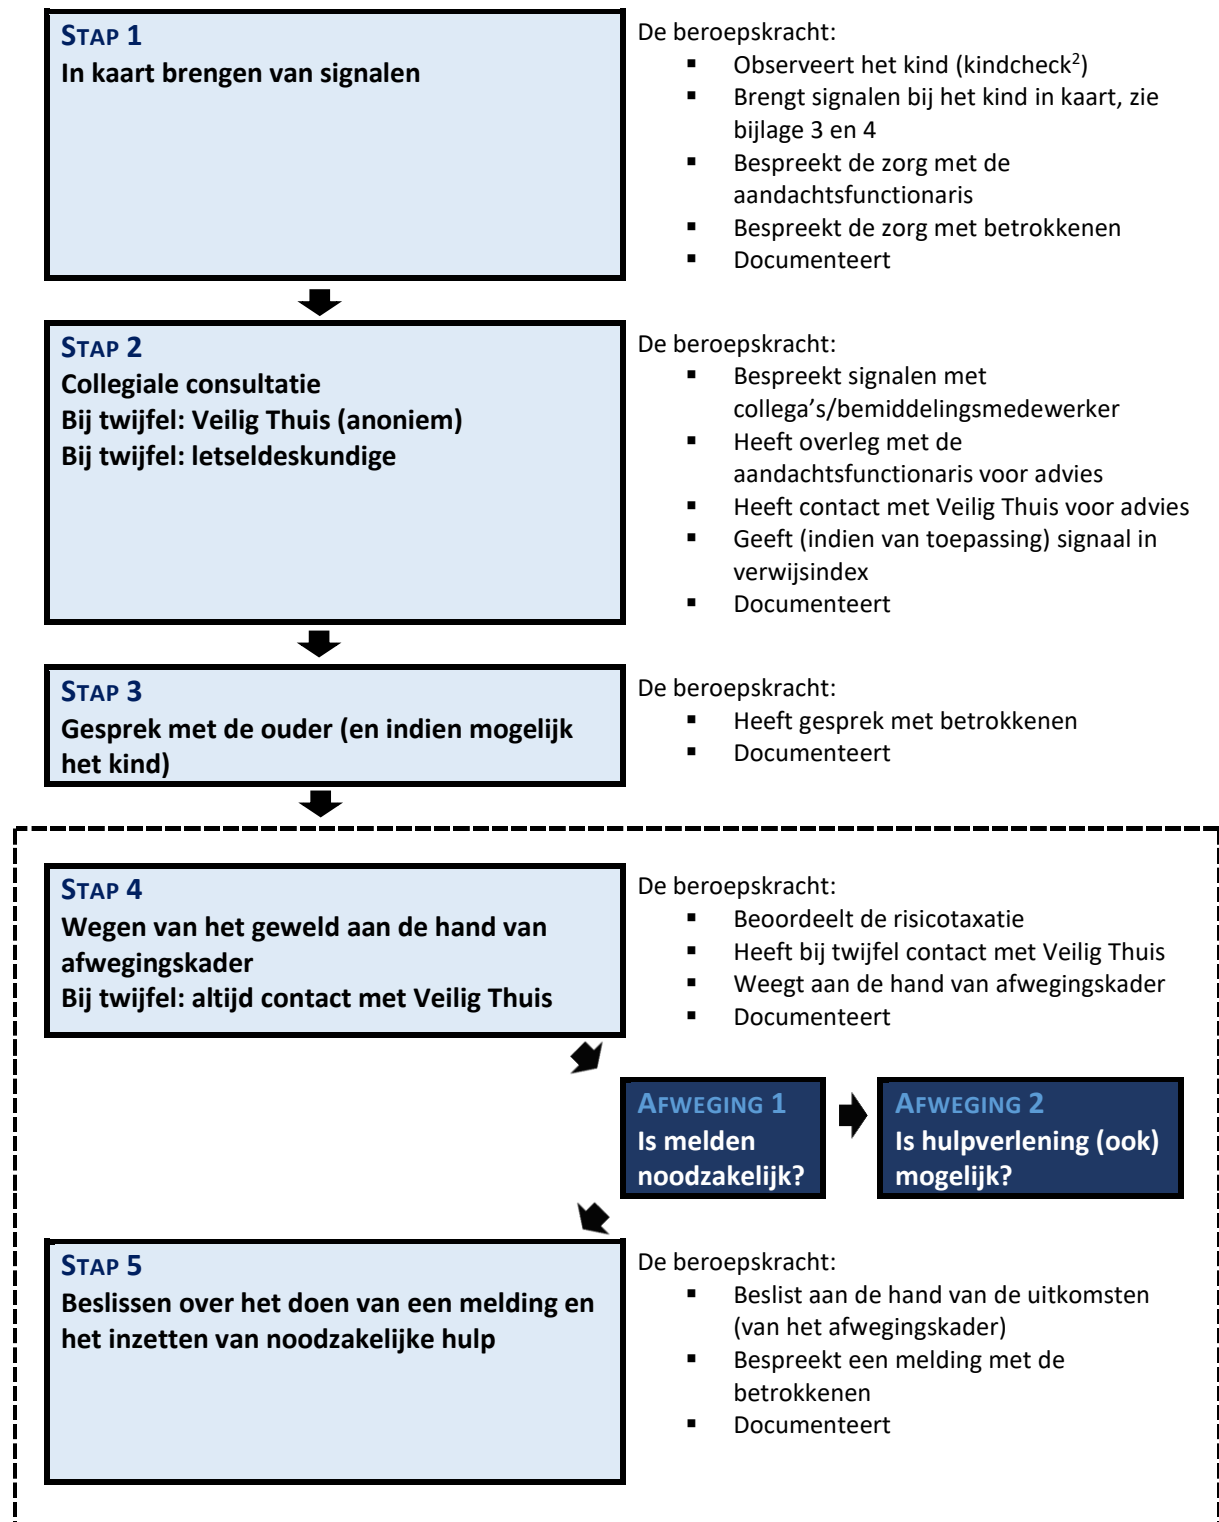 STAP 1
In kaart brengen van signalen
De beroepskracht:
▪ Observeert het kind (kindcheck²)
▪ Brengt signalen bij het kind in kaart, zie
bijlage 3 en 4
▪ Bespreekt de zorg met de
aandachtsfunctionaris
▪ Bespreekt de zorg met betrokkenen
▪ Documenteert
STAP 2
Collegiale consultatie
Bij twijfel: Veilig Thuis (anoniem)
Bij twijfel: letseldeskundige
De beroepskracht:
▪ Bespreekt signalen met
collega’s/bemiddelingsmedewerker
▪ Heeft overleg met de
aandachtsfunctionaris voor advies
▪ Heeft contact met Veilig Thuis voor advies
▪ Geeft (indien van toepassing) signaal in
verwijsindex
▪ Documenteert
STAP 3
Gesprek met de ouder (en indien mogelijk
het kind)
De beroepskracht:
▪ Heeft gesprek met betrokkenen
▪ Documenteert
STAP 4
Wegen van het geweld aan de hand van
afwegingskader
Bij twijfel: altijd contact met Veilig Thuis
De beroepskracht:
▪ Beoordeelt de risicotaxatie
▪ Heeft bij twijfel contact met Veilig Thuis
▪ Weegt aan de hand van afwegingskader
▪ Documenteert
AFWEGING 1
Is melden
noodzakelijk?
AFWEGING 2
Is hulpverlening (ook)
mogelijk?
STAP 5
Beslissen over het doen van een melding en
het inzetten van noodzakelijke hulp
De beroepskracht:
▪ Beslist aan de hand van de uitkomsten
(van het afwegingskader)
▪ Bespreekt een melding met de
betrokkenen
▪ Documenteert